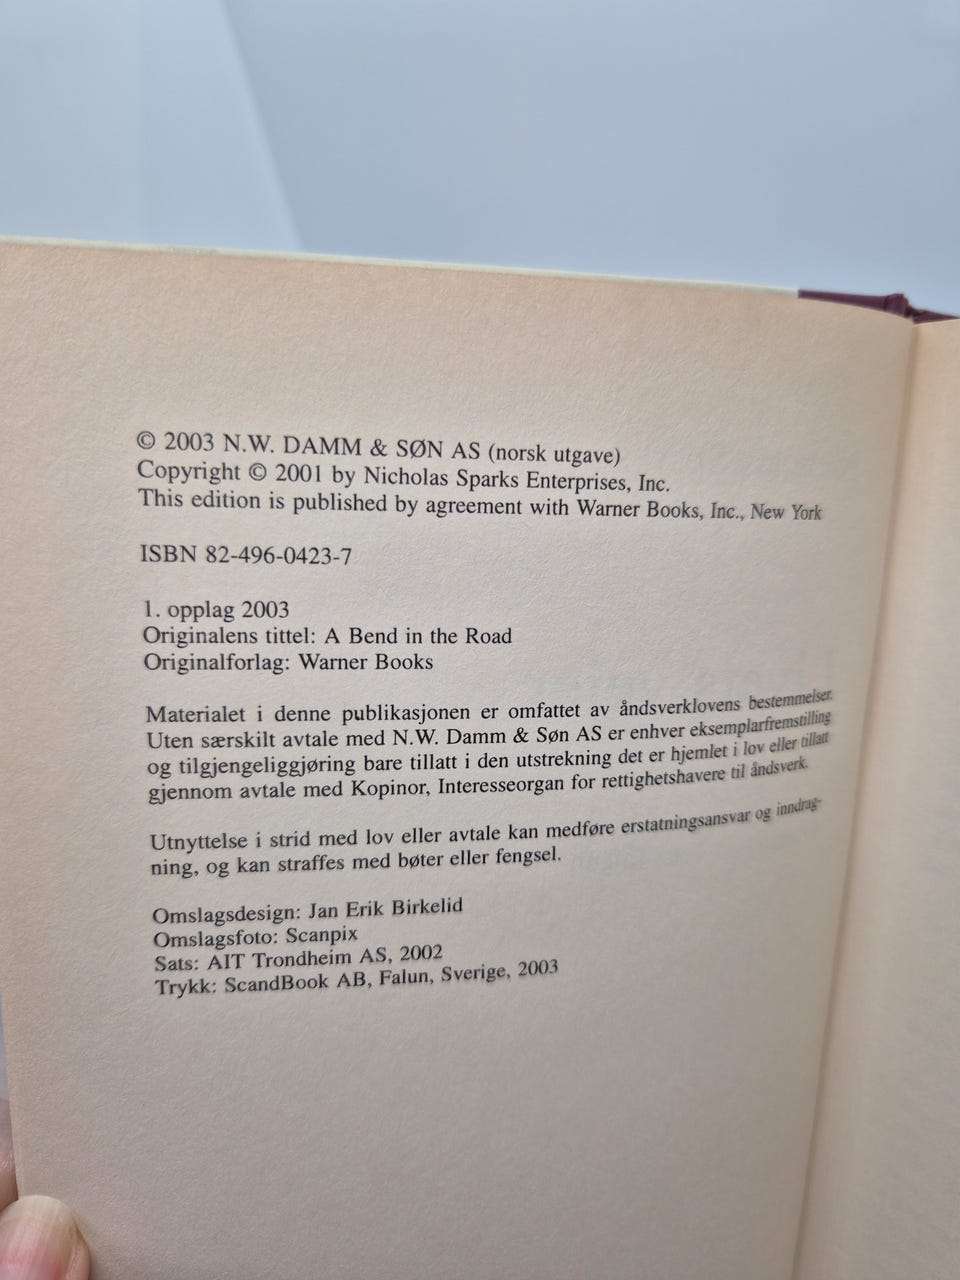 © 2003 N.W. DAMM & SØN AS (norsk utgave)
Copyright © 2001 by Nicholas Sparks Enterprises, Inc.
This edition is published by agreement with Warner Books, Inc., New York
ISBN 82-496-0423-7
1. opplag 2003
Originalens tittel: A Bend in the Road
Originalforlag: Warner Books
Materialet i denne publikasjonen er omfattet av åndsverklovens bestemmelser.
Uten særskilt avtale med N.W. Damm & Søn AS er enhver eksemplarfremstilling
og tilgjengeliggjøring bare tillatt i den utstrekning det er hjemlet i lov eller tillatt
gjennom avtale med Kopinor, Interesseorgan for rettighetshavere til åndsverk.
Utnyttelse i strid med lov eller avtale kan medføre erstatningsansvar og inndrag-
ning, og kan straffes med bøter eller fengsel.
Omslagsdesign: Jan Erik Birkelid
Omslagsfoto: Scanpix
Sats: AIT Trondheim AS, 2002
Trykk: ScandBook AB, Falun, Sverige, 2003